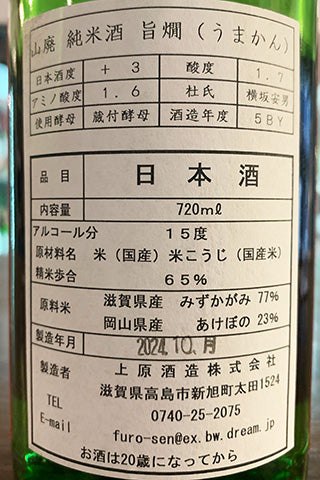 山廃 純米酒 旨燗（うまかん）
日本酒度 ＋３ 酸度 １.７
アミノ酸度 １.６ 杜氏 横坂安男
使用酵母 蔵付酵母 酒造年度 ５ＢＹ
品目 日本酒
内容量 720mℓ
アルコール分 １５度
原材料名 米（国産）米こうじ（国産米）
精米歩合 ６５％
原料米 滋賀県産 みずかがみ 77%
岡山県産 あけぼの 23%
製造年月 2024.10.月
製造者 上原酒造株式会社
滋賀県高島市新旭町太田1524
TEL 0740-25-2075
E-mail furo-sen@ex.bw.dream.jp
お酒は20歳になってから